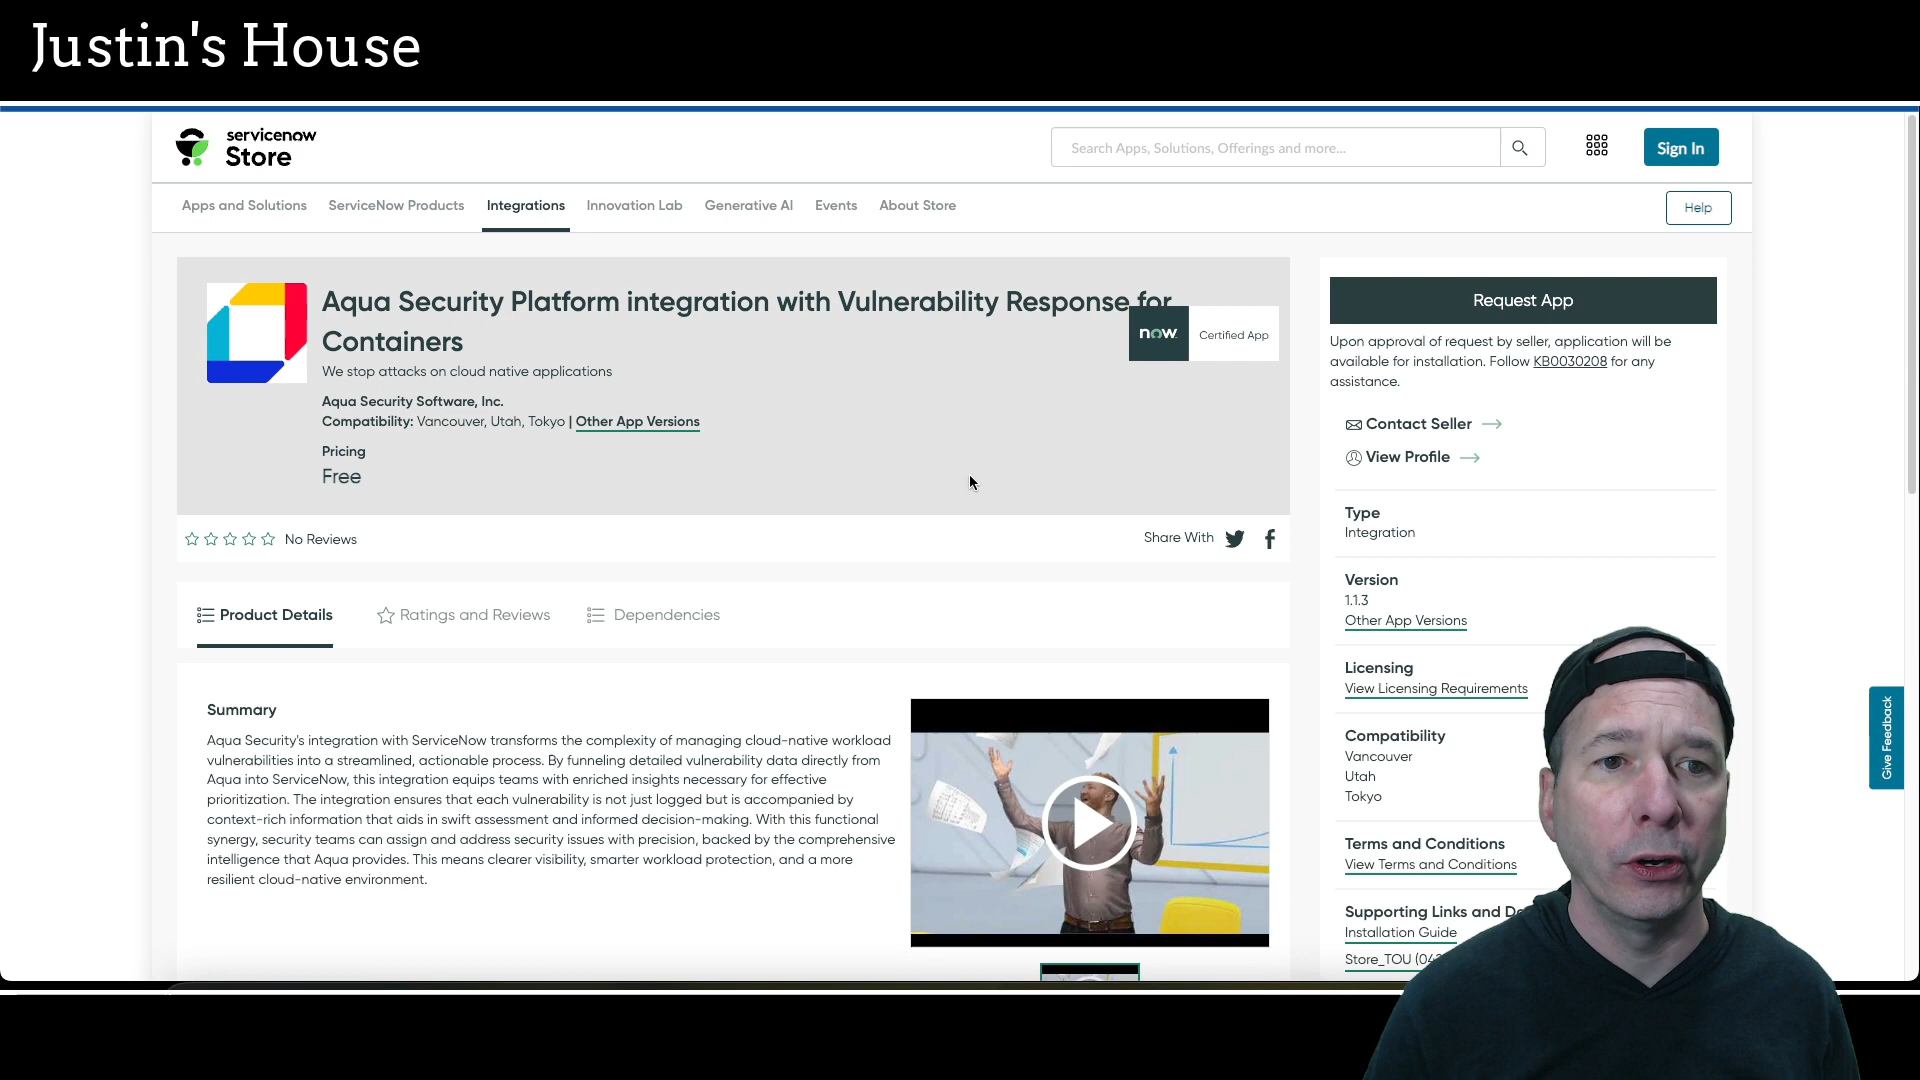 Justin's House
servicenow
Store
Search Apps, Solutions, Offerings and more...
Sign In
Apps and Solutions
ServiceNow Products
Integrations
Innovation Lab
Generative AI
Events
About Store
Help
Aqua Security Platform integration with Vulnerability Response for
Containers
now
Certified App
We stop attacks on cloud native applications
Aqua Security Software, Inc.
Compatibility: Vancouver, Utah, Tokyo | Other App Versions
Pricing
Free
No Reviews
Share With
Product Details
Ratings and Reviews
Dependencies
Summary
Aqua Security's integration with ServiceNow transforms the complexity of managing cloud-native workload
vulnerabilities into a streamlined, actionable process. By funneling detailed vulnerability data directly from
Aqua into ServiceNow, this integration equips teams with enriched insights necessary for effective
prioritization. The integration ensures that each vulnerability is not just logged but is accompanied by
context-rich information that aids in swift assessment and informed decision-making. With this functional
synergy, security teams can assign and address security issues with precision, backed by the comprehensive
intelligence that Aqua provides. This means clearer visibility, smarter workload protection, and a more
resilient cloud-native environment.
Request App
Upon approval of request by seller, application will be
available for installation. Follow KB0030208 for any
assistance.
Contact Seller
View Profile
Type
Integration
Version
1.1.3
Other App Versions
Licensing
View Licensing Requirements
Compatibility
Vancouver
Utah
Tokyo
Terms and Conditions
View Terms and Conditions
Supporting Links and
Installation Guide
Store_TOU
Give Feedback